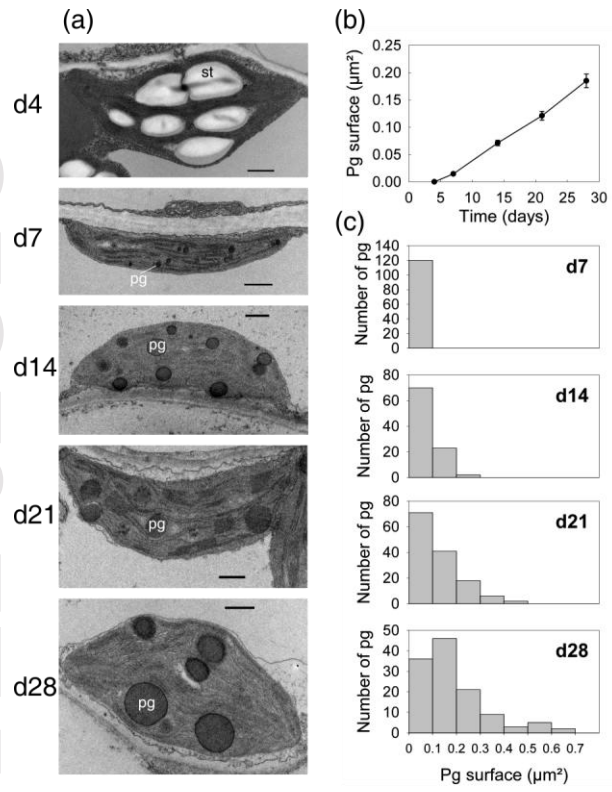 (a)
d4
st
d7
pg
d14
pg
d21
pg
d28
pg
(b)
Pg surface (µm²)
0.25
0.20
0.15
0.10
0.05
0.00
0 5 10 15 20 25 30
Time (days)
(c)
d7
Number of pg
140
120
100
80
60
40
20
0
d14
Number of pg
80
60
40
20
0
d21
Number of pg
80
60
40
20
0
d28
Number of pg
50
40
30
20
10
0
0 0.1 0.2 0.3 0.4 0.5 0.6 0.7
Pg surface (µm²)